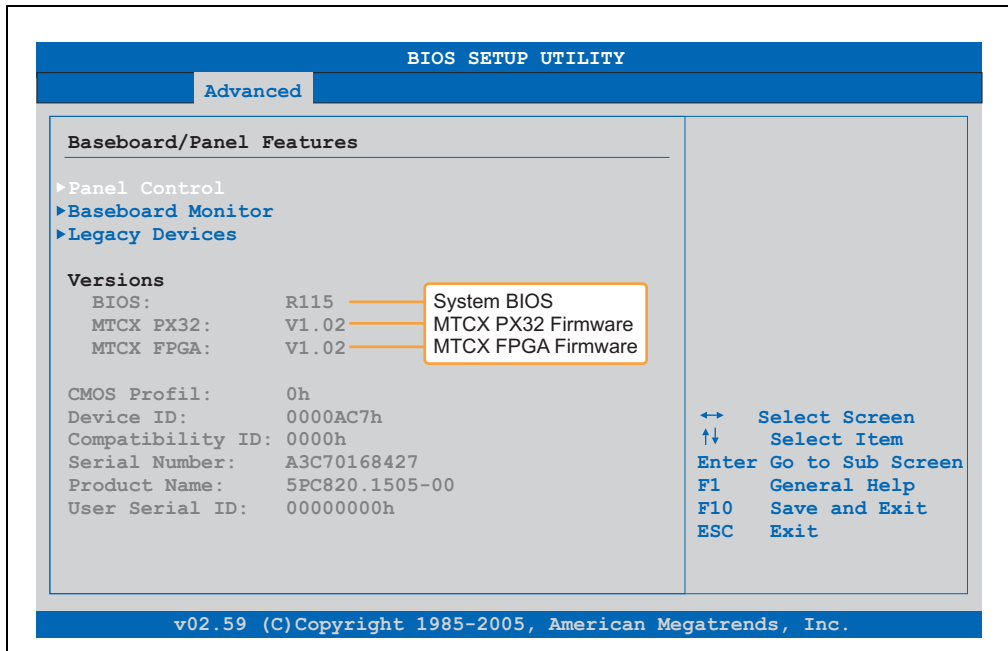 BIOS SETUP UTILITY
Advanced
Baseboard/Panel Features
Panel Control
Baseboard Monitor
Legacy Devices
Versions
BIOS: R115 System BIOS
MTCX PX32: V1.02 MTCX PX32 Firmware
MTCX FPGA: V1.02 MTCX FPGA Firmware
CMOS Profil: 0h
Device ID: 0000AC7h
Compatibility ID: 0000h
Serial Number: A3C70168427
Product Name: 5PC820.1505-00
User Serial ID: 00000000h
↔ Select Screen
↑↓ Select Item
Enter Go to Sub Screen
F1 General Help
F10 Save and Exit
ESC Exit
v02.59 (C)Copyright 1985-2005, American Megatrends, Inc.